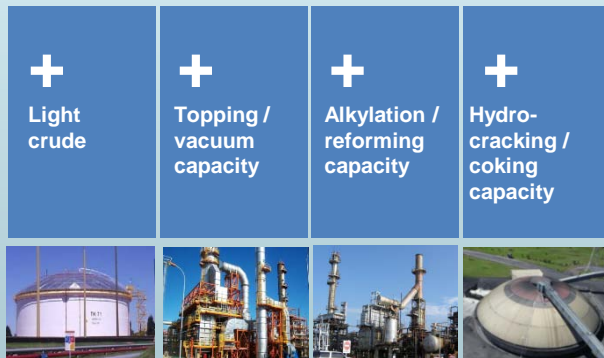 +
Light
crude
+
Topping /
vacuum
capacity
+
Alkylation /
reforming
capacity
+
Hydro-
cracking /
coking
capacity